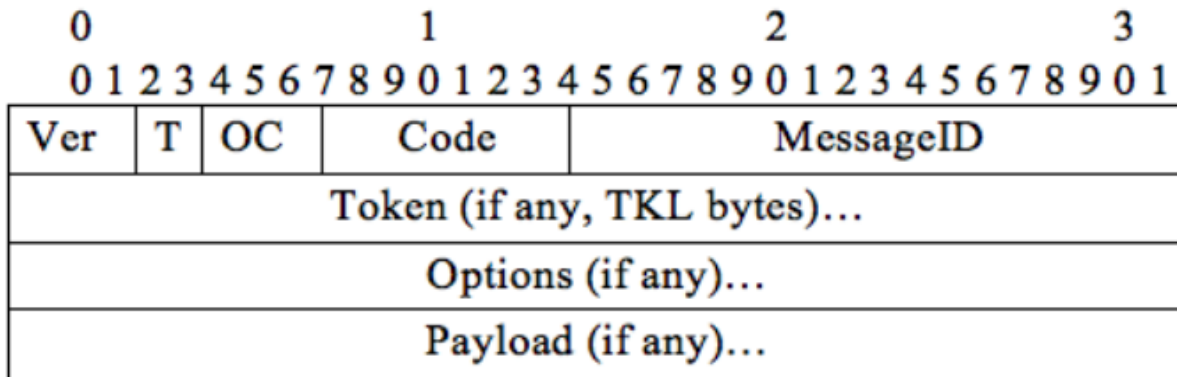 0 1 2 3
0 1 2 3 4 5 6 7 8 9 0 1 2 3 4 5 6 7 8 9 0 1 2 3 4 5 6 7 8 9 0 1
Ver T OC Code MessageID
Token (if any, TKL bytes)...
Options (if any)...
Payload (if any)...